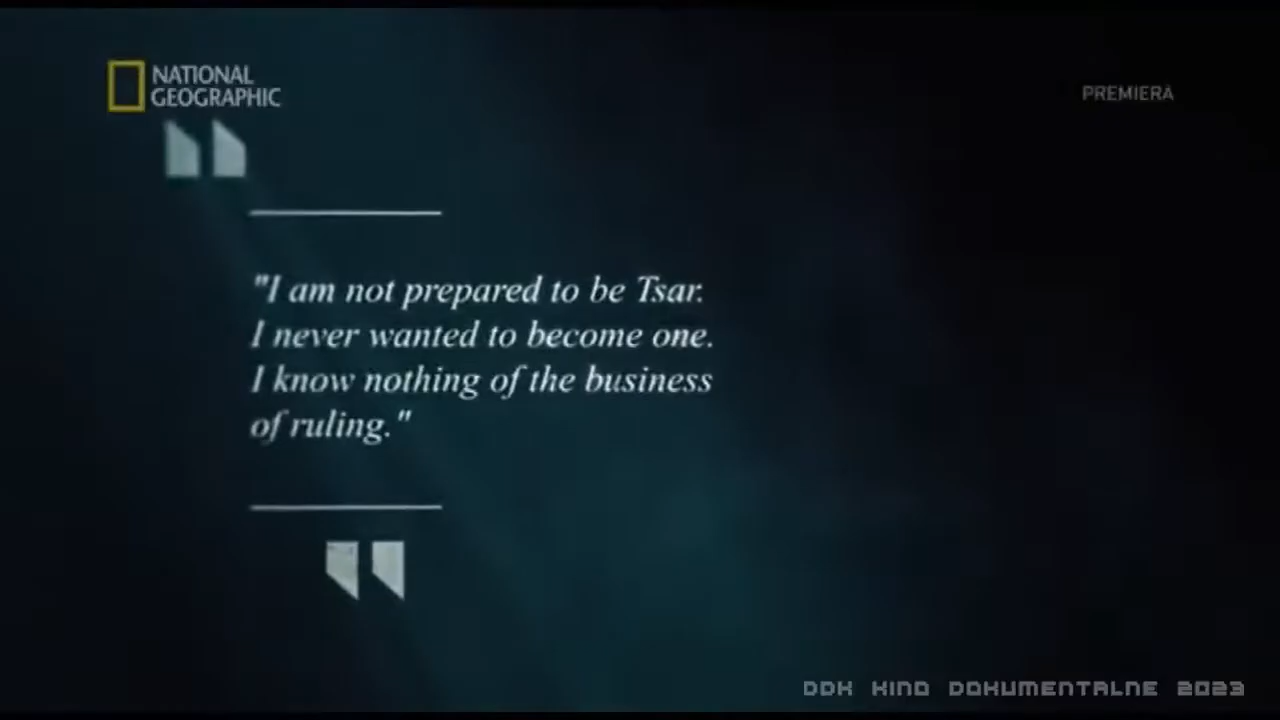 NATIONAL
GEOGRAPHIC
PREMIERA
"I am not prepared to be Tsar.
I never wanted to become one.
I know nothing of the business
of ruling."
DDK KINO DOKUMENTALNE 2023